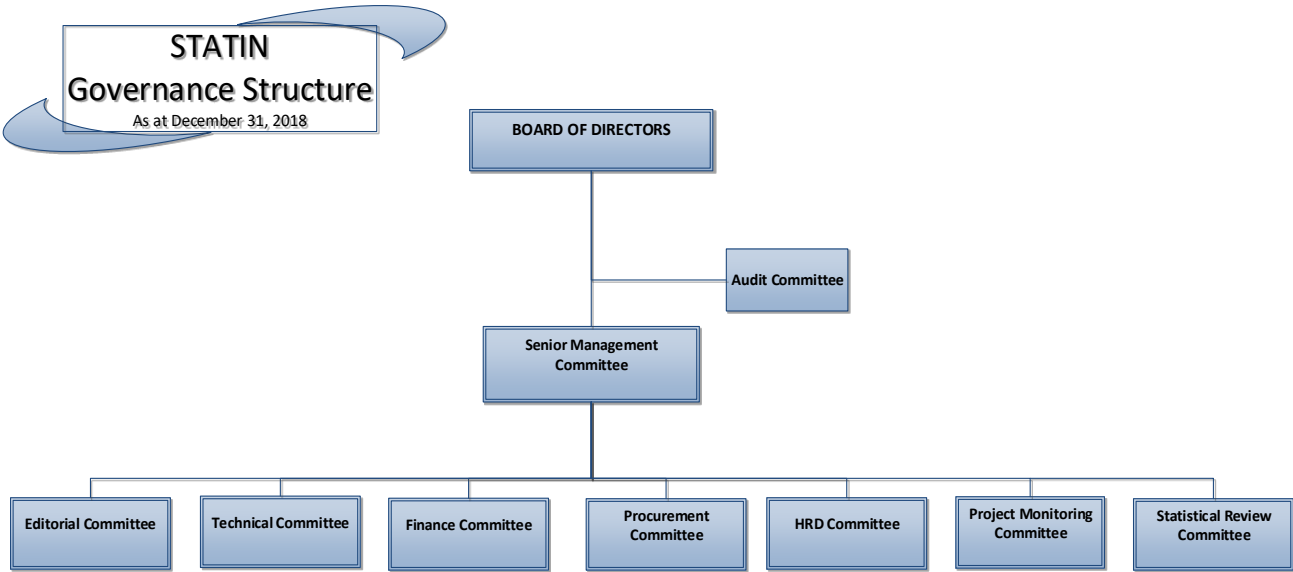 STATIN
Governance Structure
As at December 31, 2018
BOARD OF DIRECTORS
Audit Committee
Senior Management
Committee
Editorial Committee
Technical Committee
Finance Committee
Procurement
Committee
HRD Committee
Project Monitoring
Committee
Statistical Review
Committee